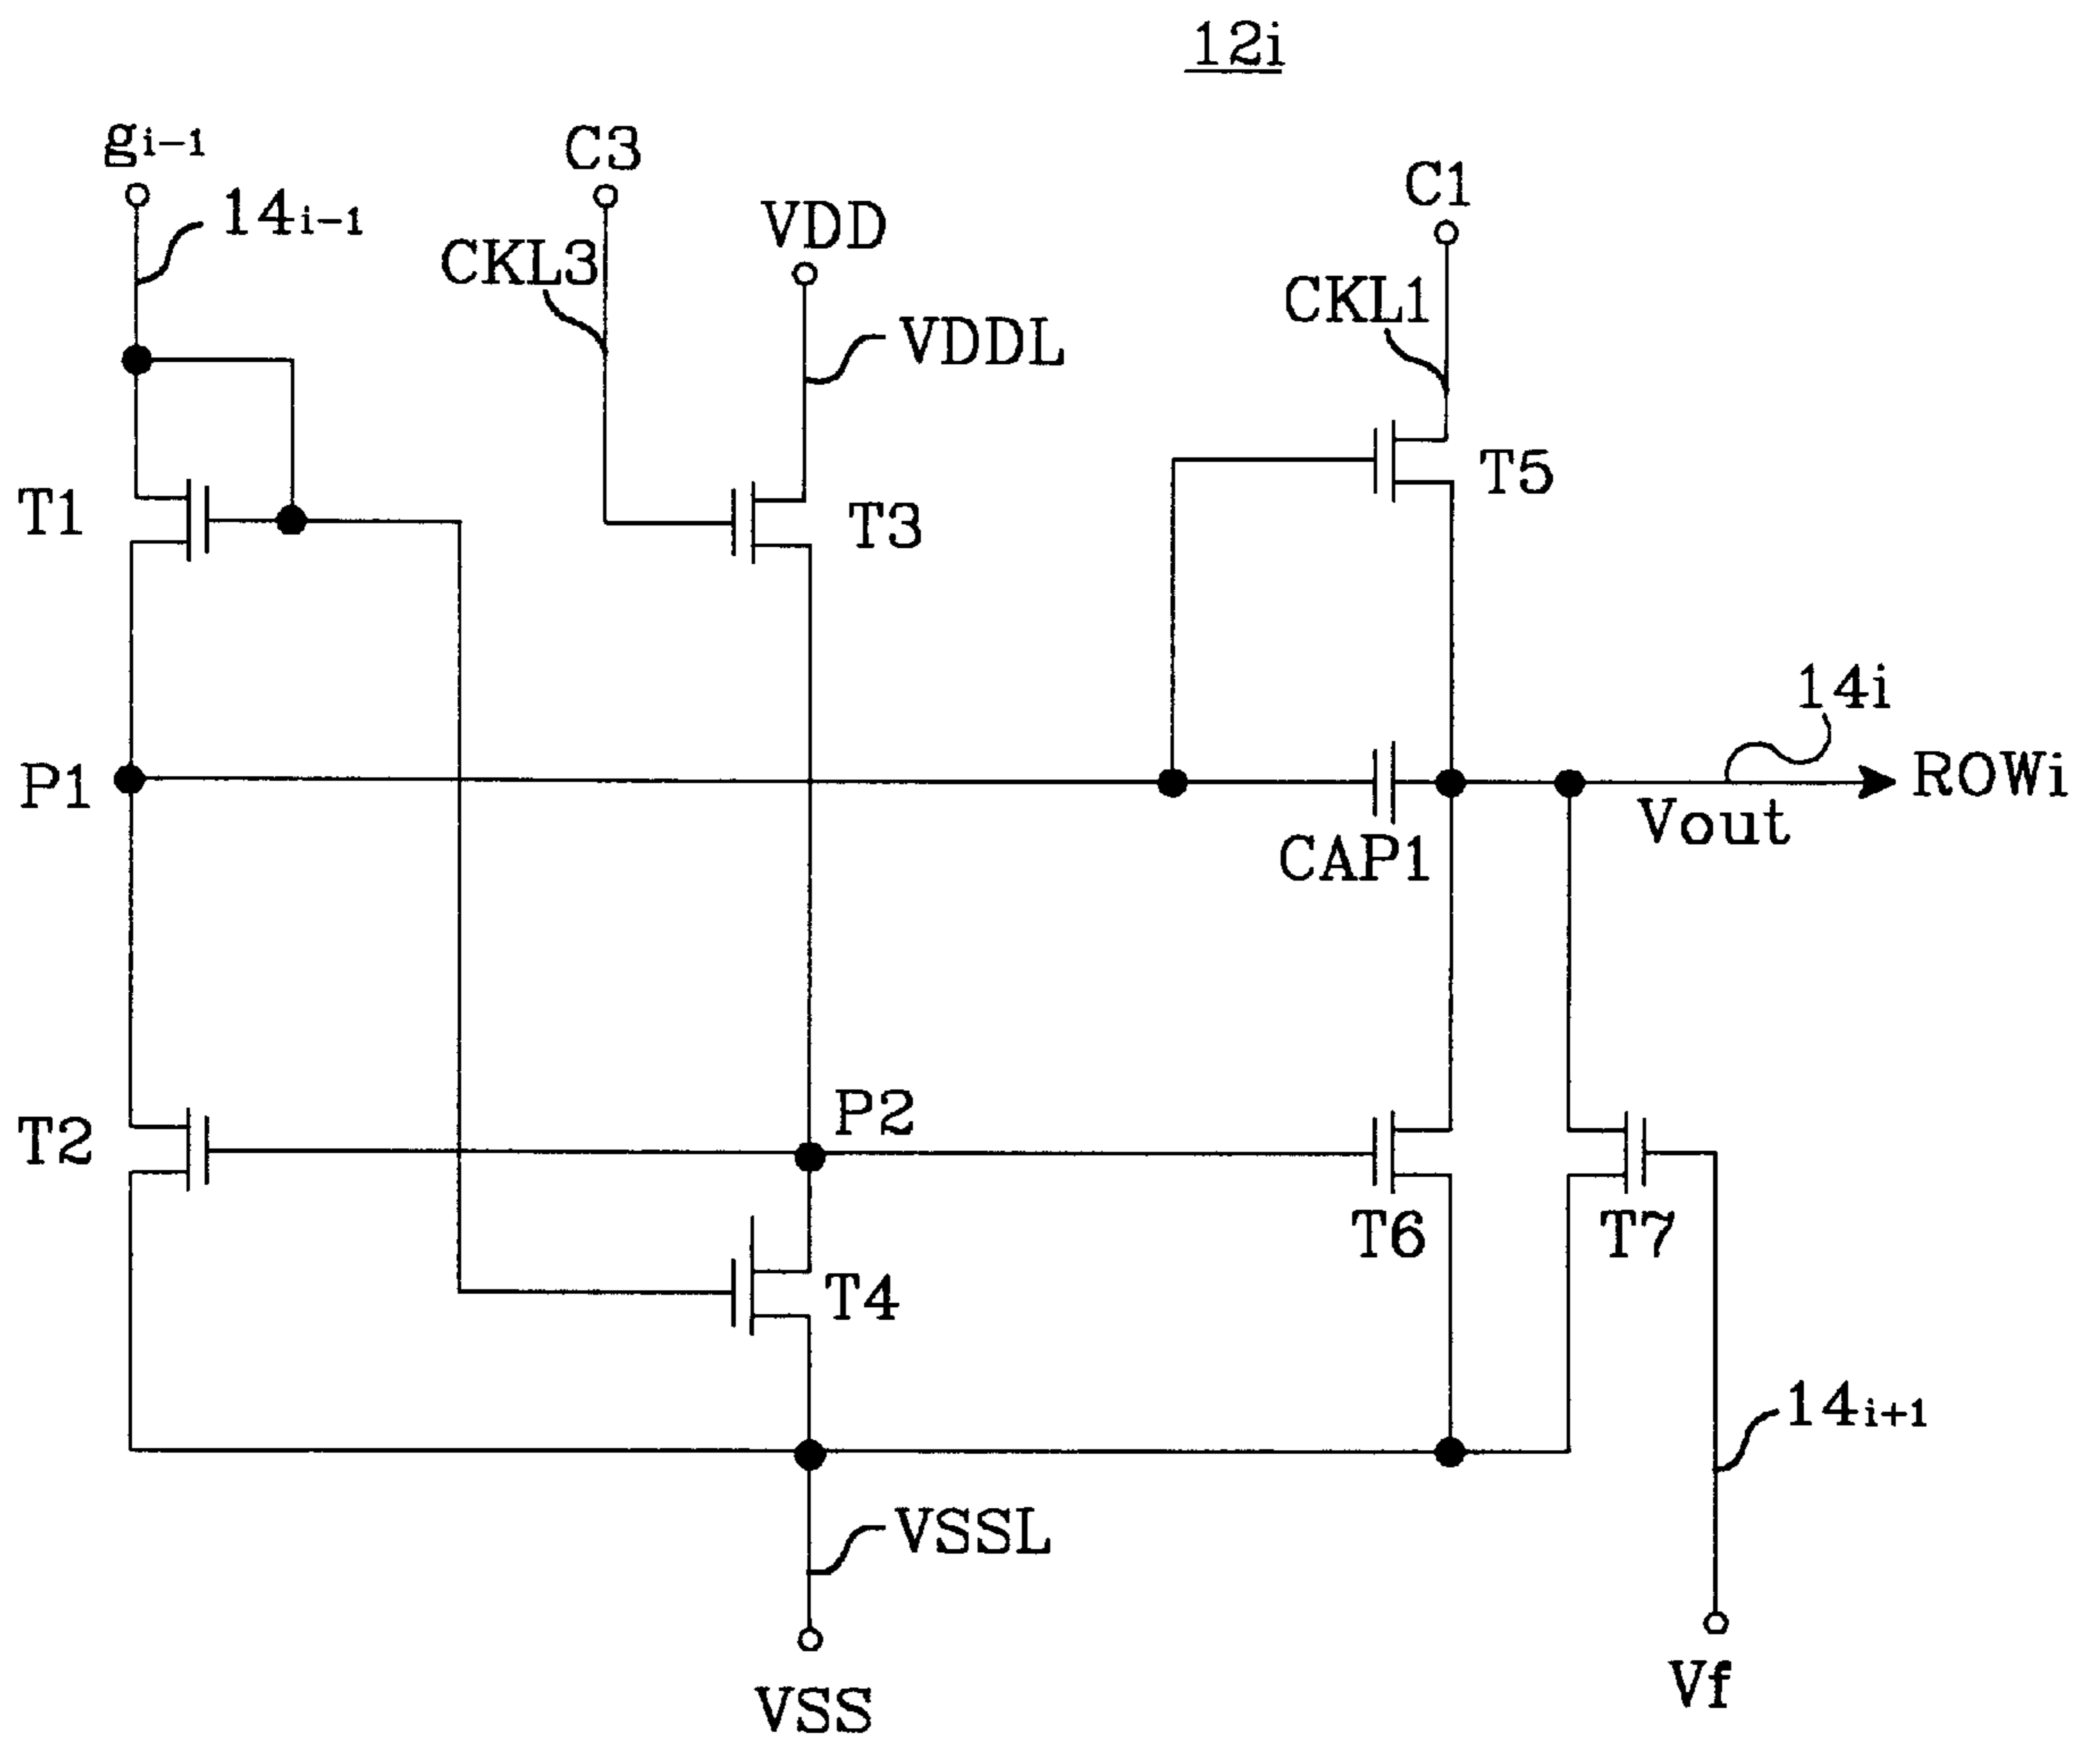 12i
gi-1
C3
C1
14i-1
VDD
CKL3
CKL1
VDDL
T1
T3
T5
14i
P1
ROWi
Vout
CAP1
P2
T2
T6
T7
T4
14i+1
VSSL
Vf
VSS